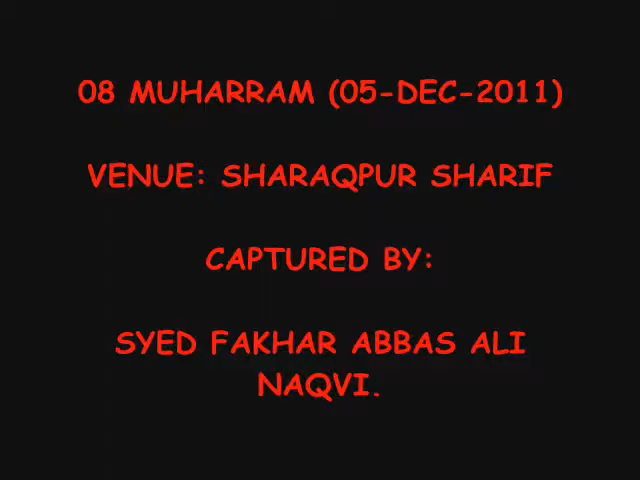 08 MUHARRAM (05-DEC-2011)
VENUE: SHARAQPUR SHARIF
CAPTURED BY:
SYED FAKHAR ABBAS ALI
NAQVI.